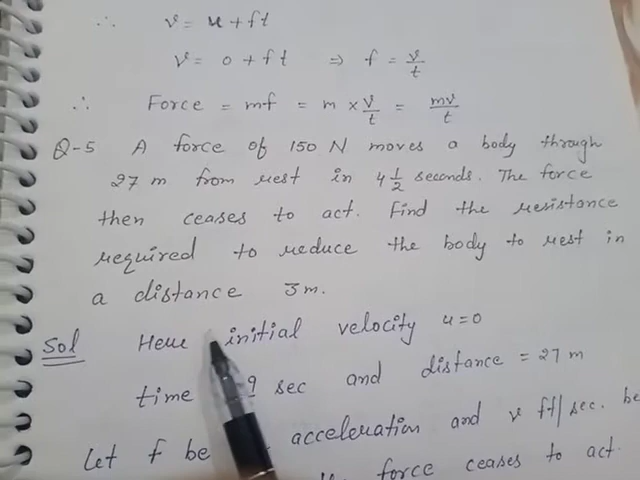 ∴ v = u + ft
v = 0 + ft ⇒ f = v/t
∴ Force = mf = m × v/t = mv/t
Q-5 A force of 150 N moves a body through
27 m from rest in 4 1/2 seconds. The force
then ceases to act. Find the resistance
required to reduce the body to rest in
a distance 3m.
Sol Here initial velocity u = 0
time 9 sec and distance = 27 m
Let f be acceleration and v ft/sec. be
force ceases to act.